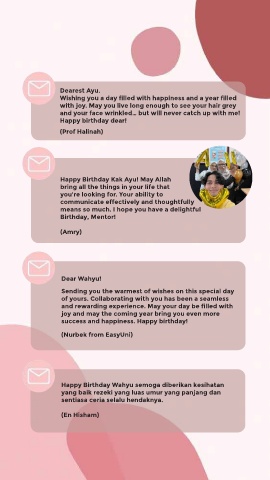 Dearest Ayu.
Wishing you a day filled with happiness and a year filled
with joy. May you live long enough to see your hair grey
and your face wrinkled... but will never catch up with me!
Happy birthday dear!
(Prof Halinah)
Happy Birthday Kak Ayu! May Allah
bring all the things in your life that
you're looking for. Your ability to
communicate effectively and thoughtfully
means so much. I hope you have a delightful
Birthday, Mentor!
(Amry)
Dear Wahyu!
Sending you the warmest of wishes on this special day
of yours. Collaborating with you has been a seamless
and rewarding experience. May your day be filled with
joy and may the coming year bring you even more
success and happiness. Happy birthday!
(Nurbek from EasyUni)
Happy Birthday Wahyu semoga diberikan kesihatan
yang baik rezeki yang luas umur yang panjang dan
sentiasa ceria selalu hendaknya.
(En Hisham)